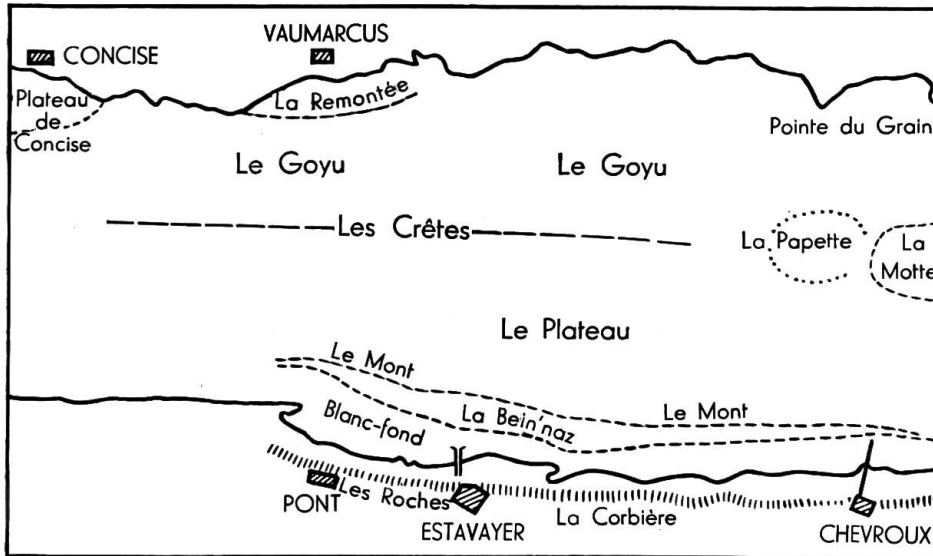 VAUMARCUS
CONCISE
La Remontée
Plateau
de
Concise
Pointe du Grain
Le Goyu
Le Goyu
Les Crêtes
La Papette
La
Motte
Le Plateau
Le Mont
Le Mont
La Bein'naz
Blanc-fond
Les Roches
PONT
ESTAVAYER
La Corbière
CHEVROUX